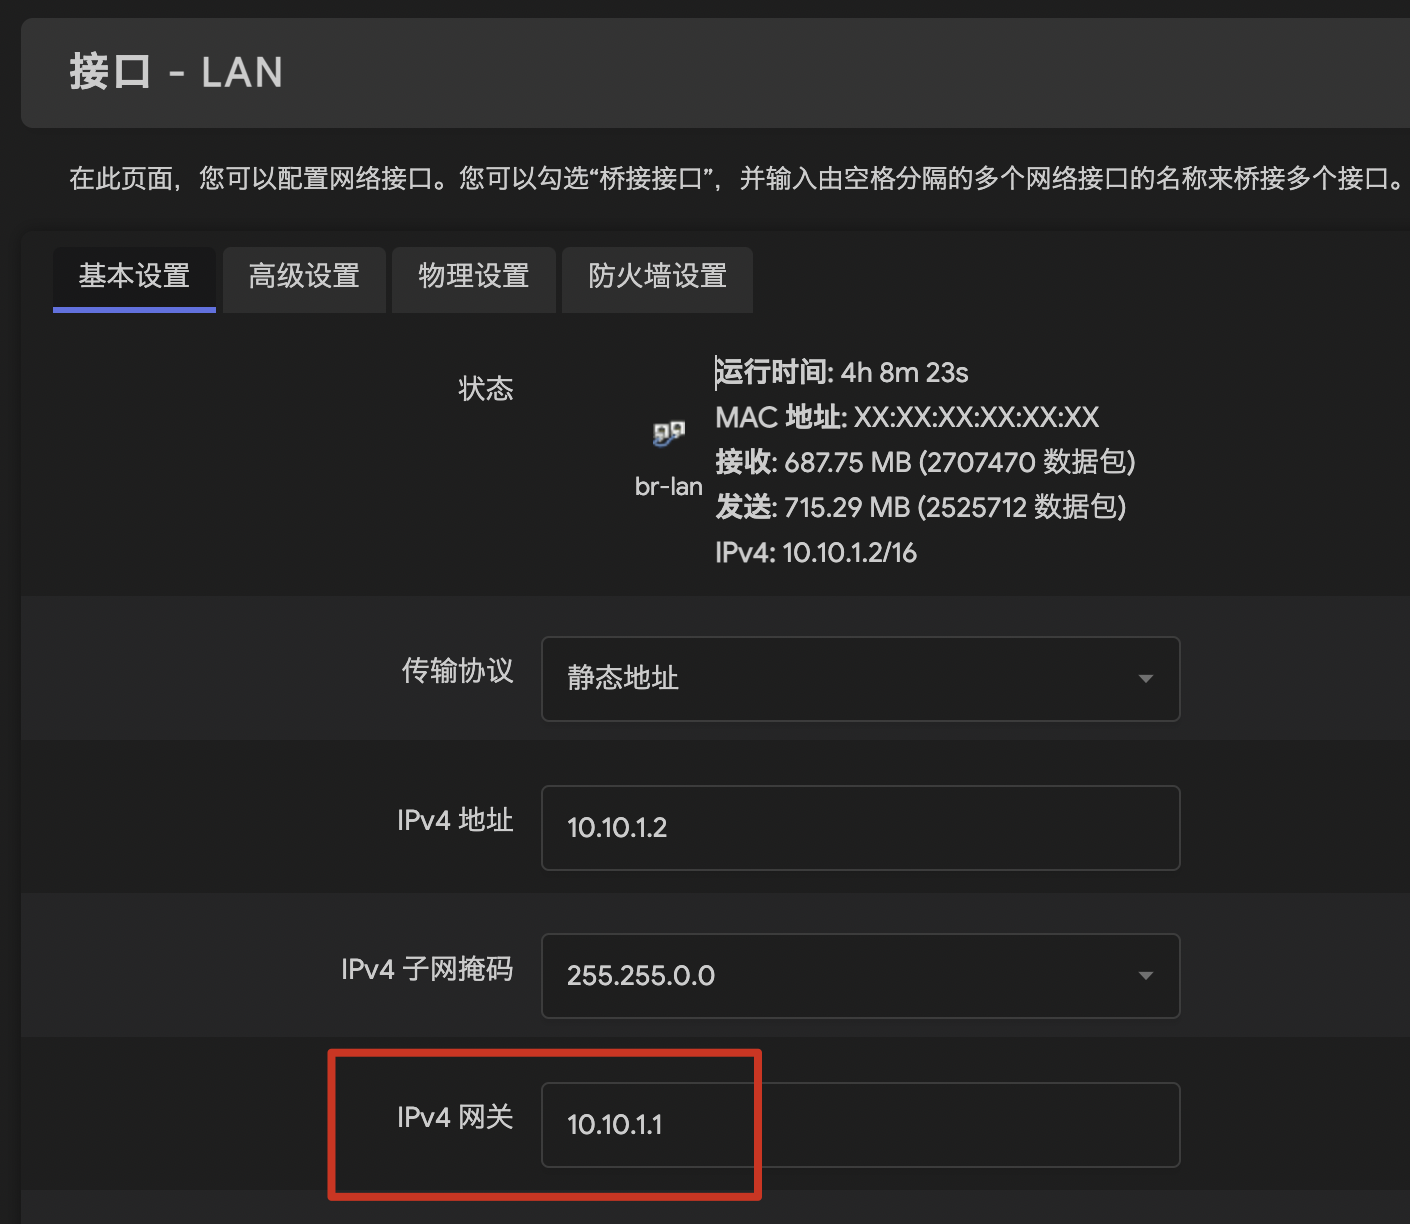 接口 - LAN
在此页面，您可以配置网络接口。您可以勾选“桥接接口”，并输入由空格分隔的多个网络接口的名称来桥接多个接口。
基本设置 高级设置 物理设置 防火墙设置
状态
br-lan
运行时间: 4h 8m 23s
MAC 地址: XX:XX:XX:XX:XX:XX
接收: 687.75 MB (2707470 数据包)
发送: 715.29 MB (2525712 数据包)
IPv4: 10.10.1.2/16
传输协议 静态地址
IPv4 地址 10.10.1.2
IPv4 子网掩码 255.255.0.0
IPv4 网关 10.10.1.1